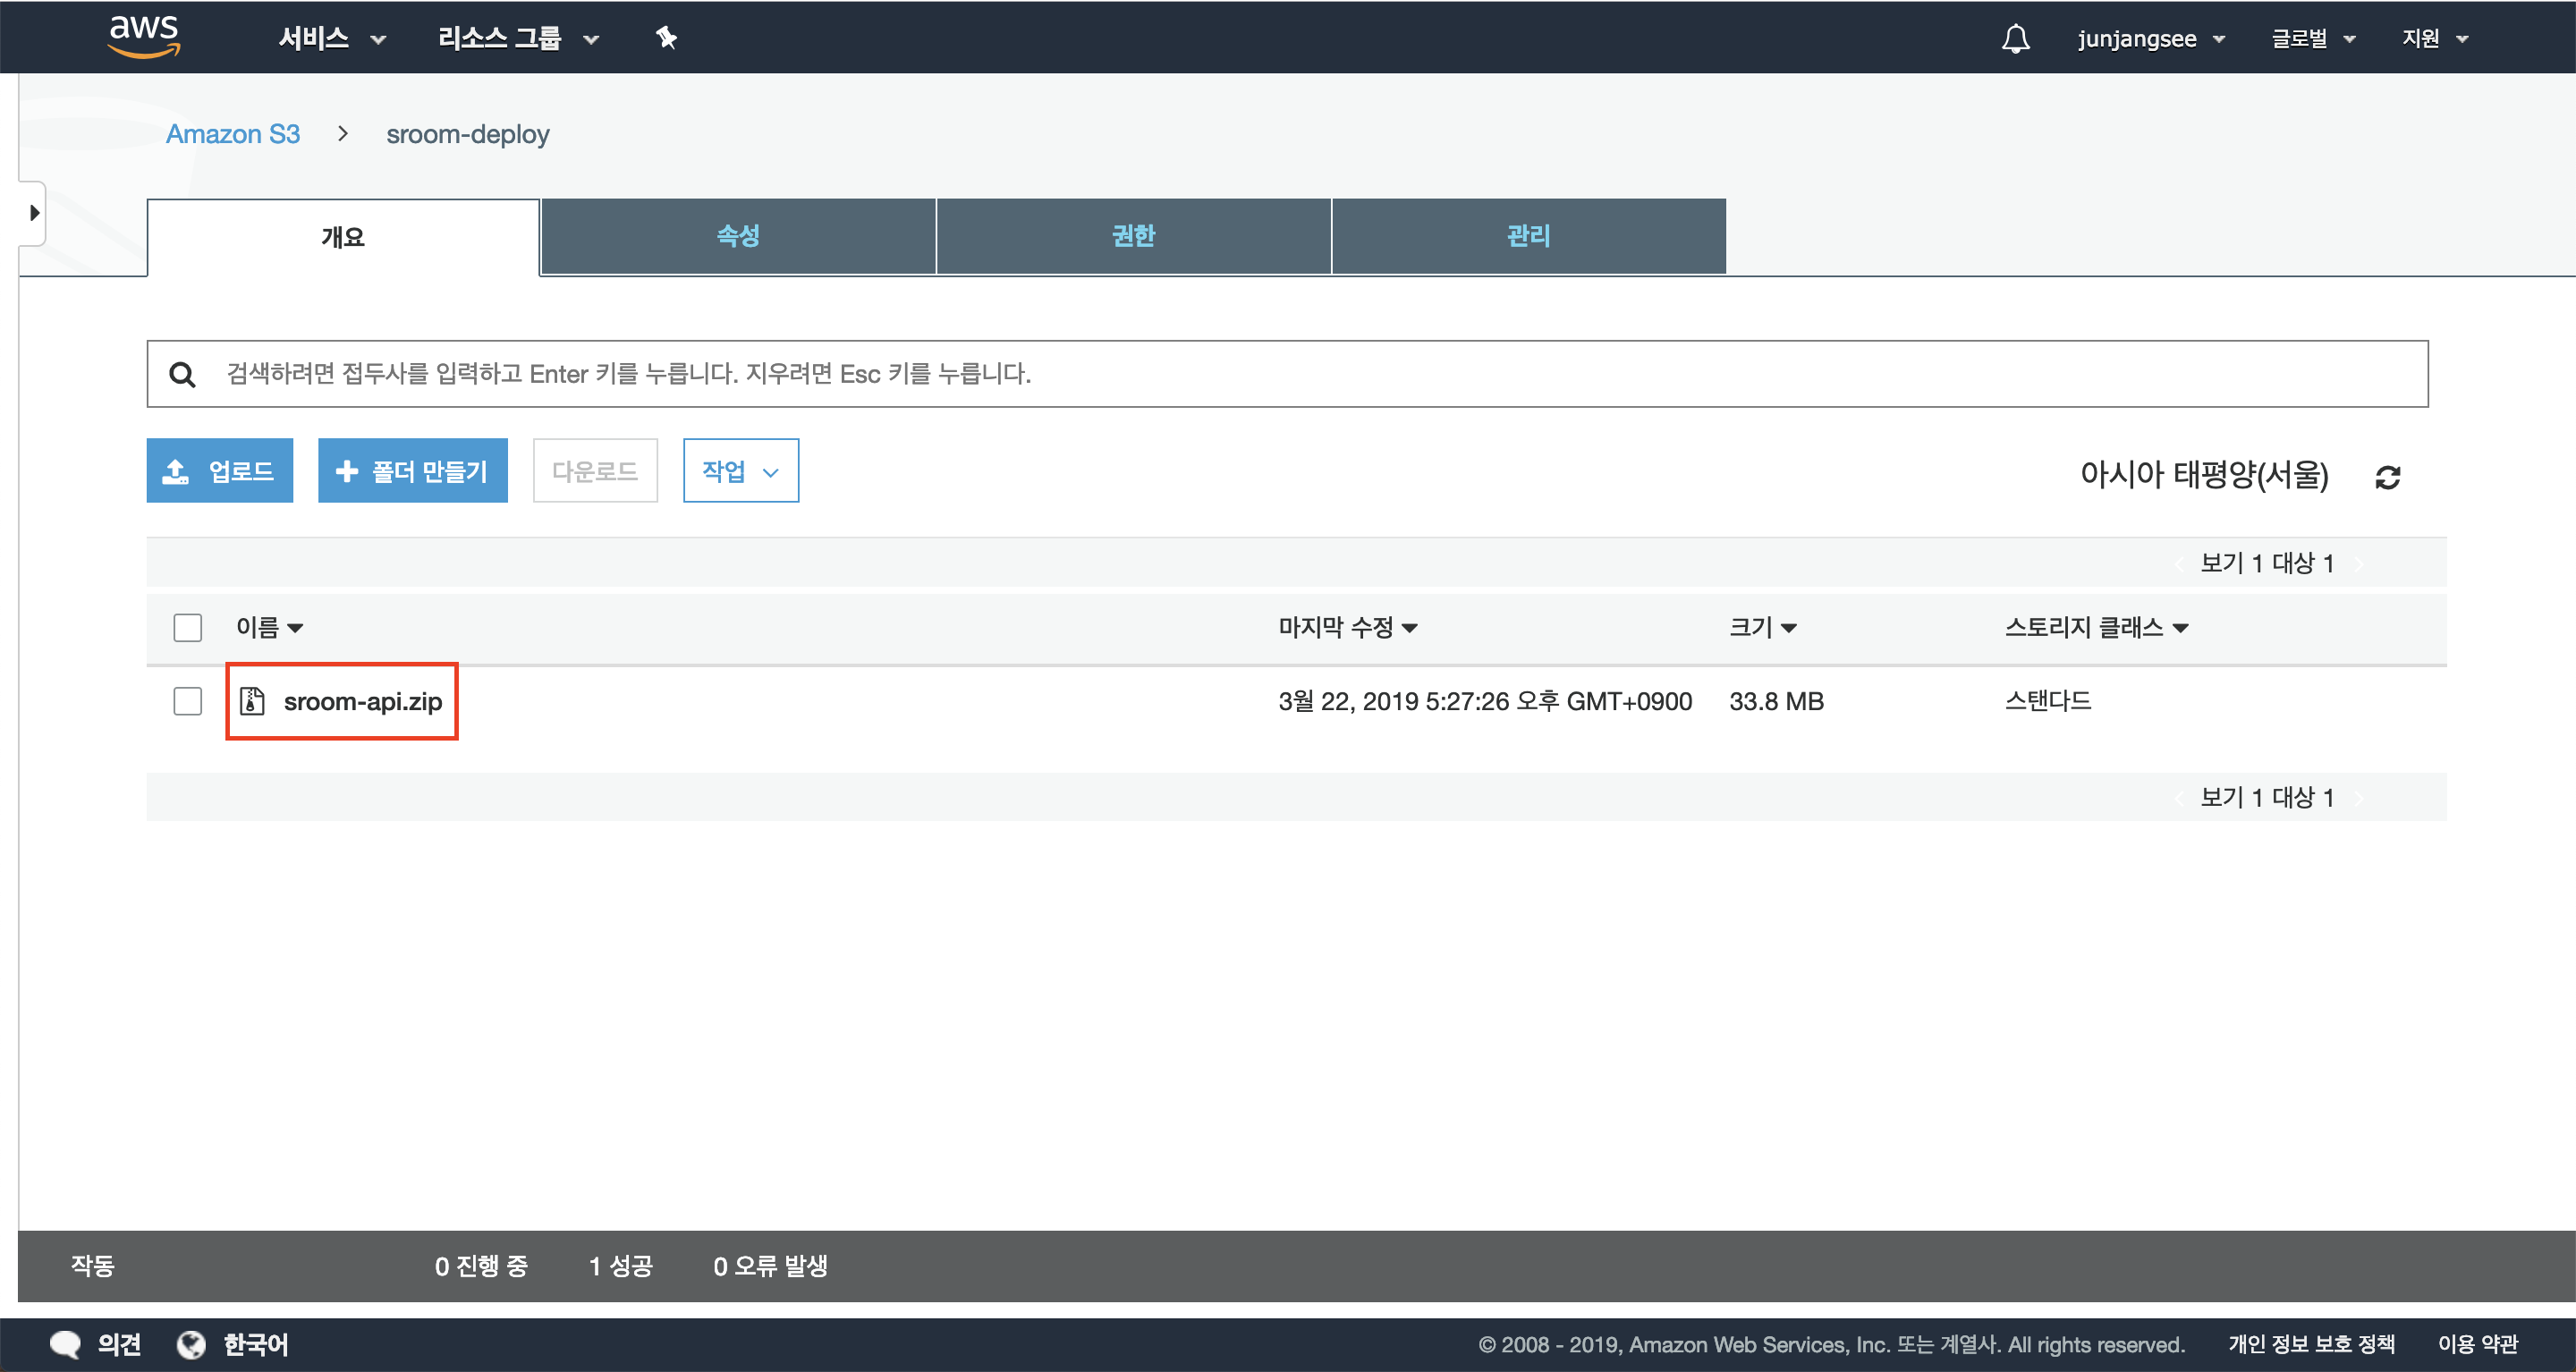 aws 서비스 리소스 그룹 junjangsee 글로벌 지원
Amazon S3 > sroom-deploy
개요 속성 권한 관리
검색하려면 접두사를 입력하고 Enter 키를 누릅니다. 지우려면 Esc 키를 누릅니다.
업로드 폴더 만들기 다운로드 작업 아시아 태평양(서울)
보기 1 대상 1
이름 마지막 수정 크기 스토리지 클래스
sroom-api.zip 3월 22, 2019 5:27:26 오후 GMT+0900 33.8 MB 스탠다드
보기 1 대상 1
작동 0 진행 중 1 성공 0 오류 발생
의견 한국어 © 2008 - 2019, Amazon Web Services, Inc. 또는 계열사. All rights reserved. 개인 정보 보호 정책 이용 약관